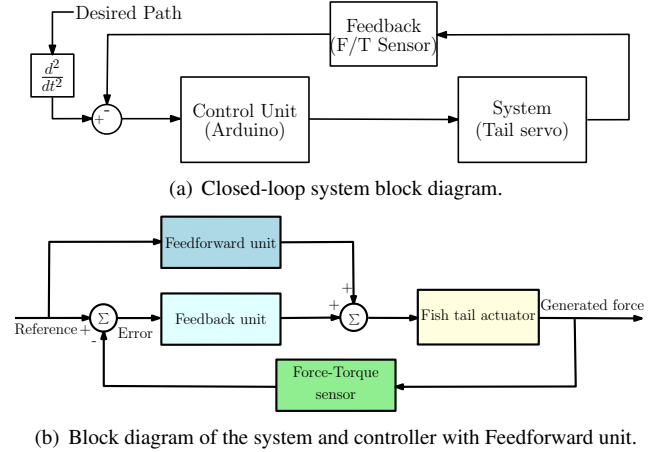 Desired Path
d²
dt²
+
-
Feedback
(F/T Sensor)
Control Unit
(Arduino)
System
(Tail servo)
(a) Closed-loop system block diagram.
Feedforward unit
+
Reference
+
-
Σ
Error
Feedback unit
+
Σ
Fish tail actuator
Generated force
Force-Torque
sensor
(b) Block diagram of the system and controller with Feedforward unit.